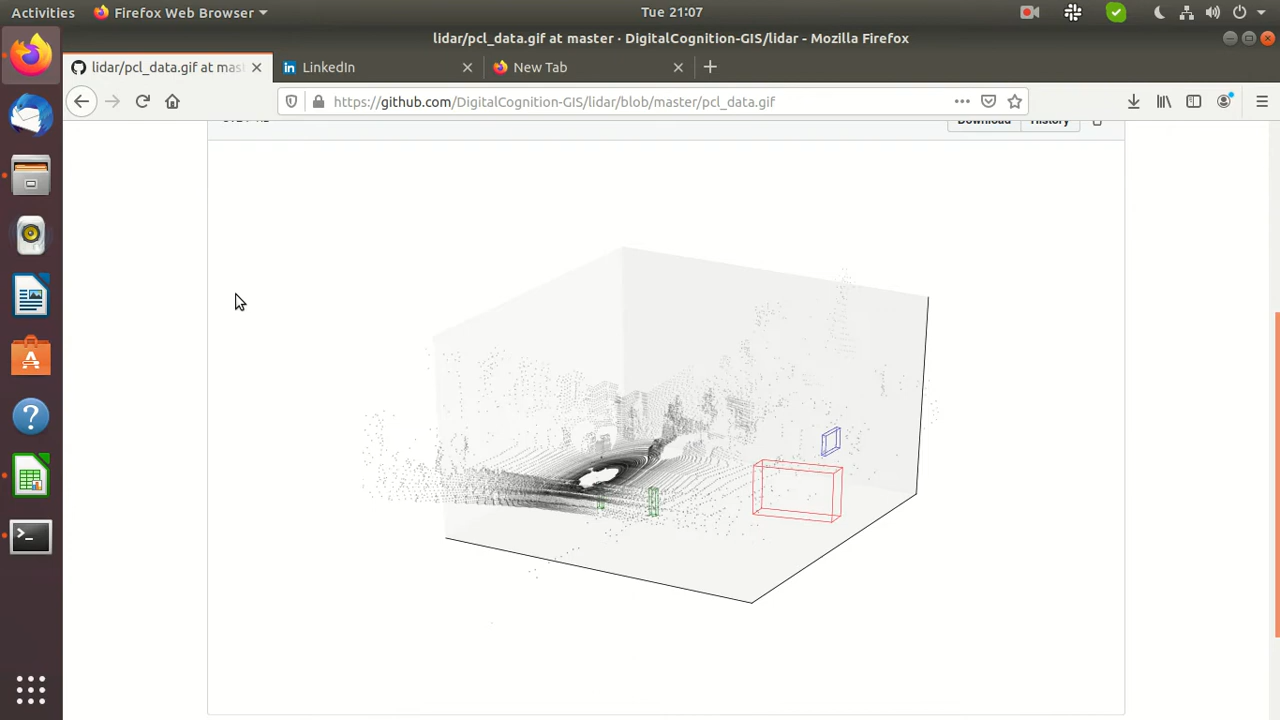 Activities
Firefox Web Browser
Tue 21:07
lidar/pcl_data.gif at master · DigitalCognition-GIS/lidar - Mozilla Firefox
lidar/pcl_data.gif at mas
LinkedIn
New Tab
https://github.com/DigitalCognition-GIS/lidar/blob/master/pcl_data.gif
Download
History